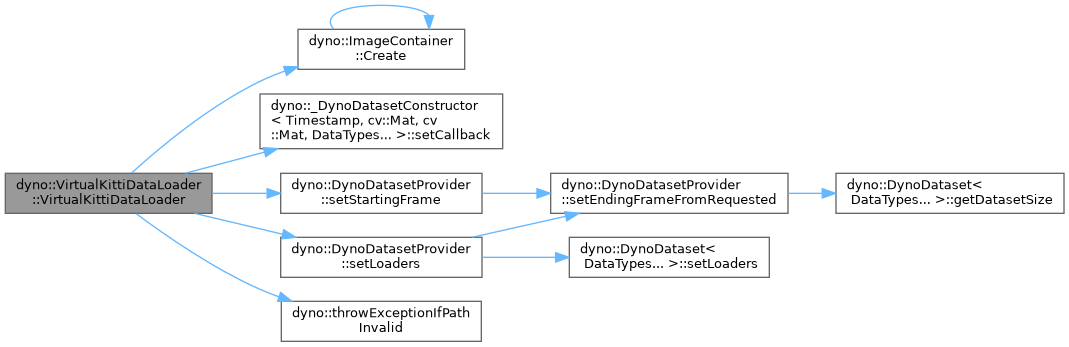 dyno::ImageContainer
::Create
dyno::_DynoDatasetConstructor
< Timestamp, cv::Mat, cv
::Mat, DataTypes... >::setCallback
dyno::VirtualKittiDataLoader
::VirtualKittiDataLoader
dyno::DynoDatasetProvider
::setStartingFrame
dyno::DynoDatasetProvider
::setEndingFrameFromRequested
dyno::DynoDataset<
DataTypes... >::getDatasetSize
dyno::DynoDatasetProvider
::setLoaders
dyno::DynoDataset<
DataTypes... >::setLoaders
dyno::throwExceptionIfPath
Invalid